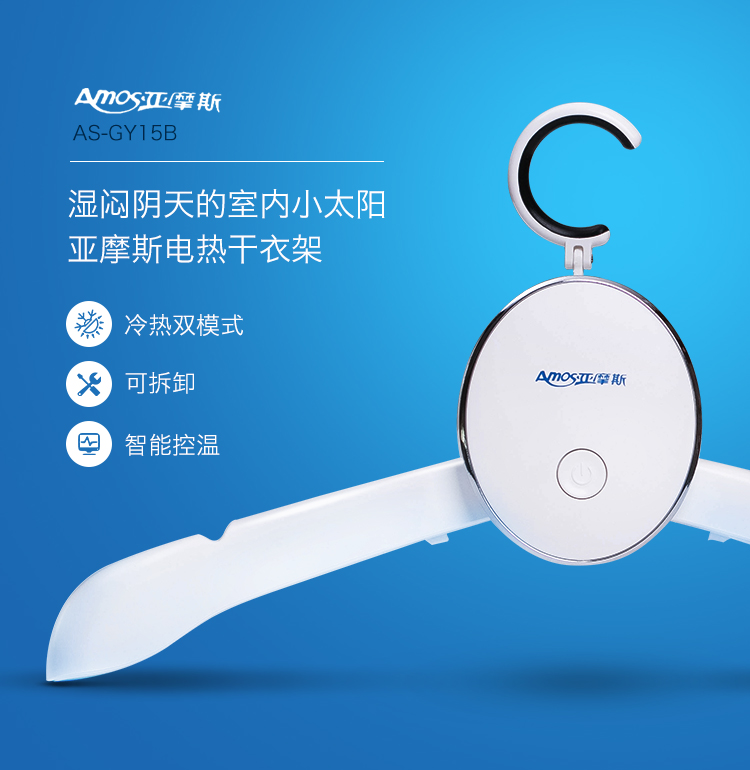 Amos亚摩斯
AS-GY15B
湿闷阴天的室内小太阳
亚摩斯电热干衣架
冷热双模式
可拆卸
智能控温
Amos亚摩斯